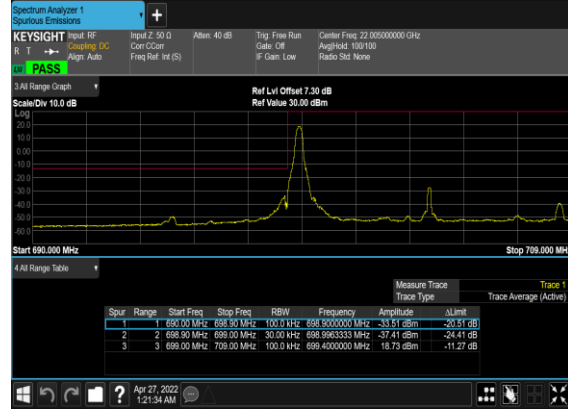 Spectrum Analyzer 1
Spurious Emissions
KEYSIGHT Input: RF Input Z: 50 Ω Atten: 40 dB Trig: Free Run Center Freq: 22.005000000 GHz
R T Coupling: DC Corr CCorr Gate: Off Avg|Hold: 100/100
Align: Auto Freq Ref: Int (S) IF Gain: Low Radio Std: None
PASS
3 All Range Graph
Ref Lvl Offset 7.30 dB
Scale/Div 10.0 dB Ref Value 30.00 dBm
Log
20.0
10.0
0.0
-10.0
-20.0
-30.0
-40.0
-50.0
-60.0
Start 690.000 MHz Stop 709.000 MH
4 All Range Table
Measure Trace Trace 1
Trace Type Trace Average (Active)
Spur Range Start Freq Stop Freq RBW Frequency Amplitude ΔLimit
1 1 690.00 MHz 698.90 MHz 100.0 kHz 698.9000000 MHz -33.51 dBm -20.51 dB
2 2 698.90 MHz 699.00 MHz 30.00 kHz 698.9963333 MHz -37.41 dBm -24.41 dB
3 3 699.00 MHz 709.00 MHz 100.0 kHz 699.4000000 MHz 18.73 dBm -11.27 dB
? Apr 27, 2022
1:21:34 AM